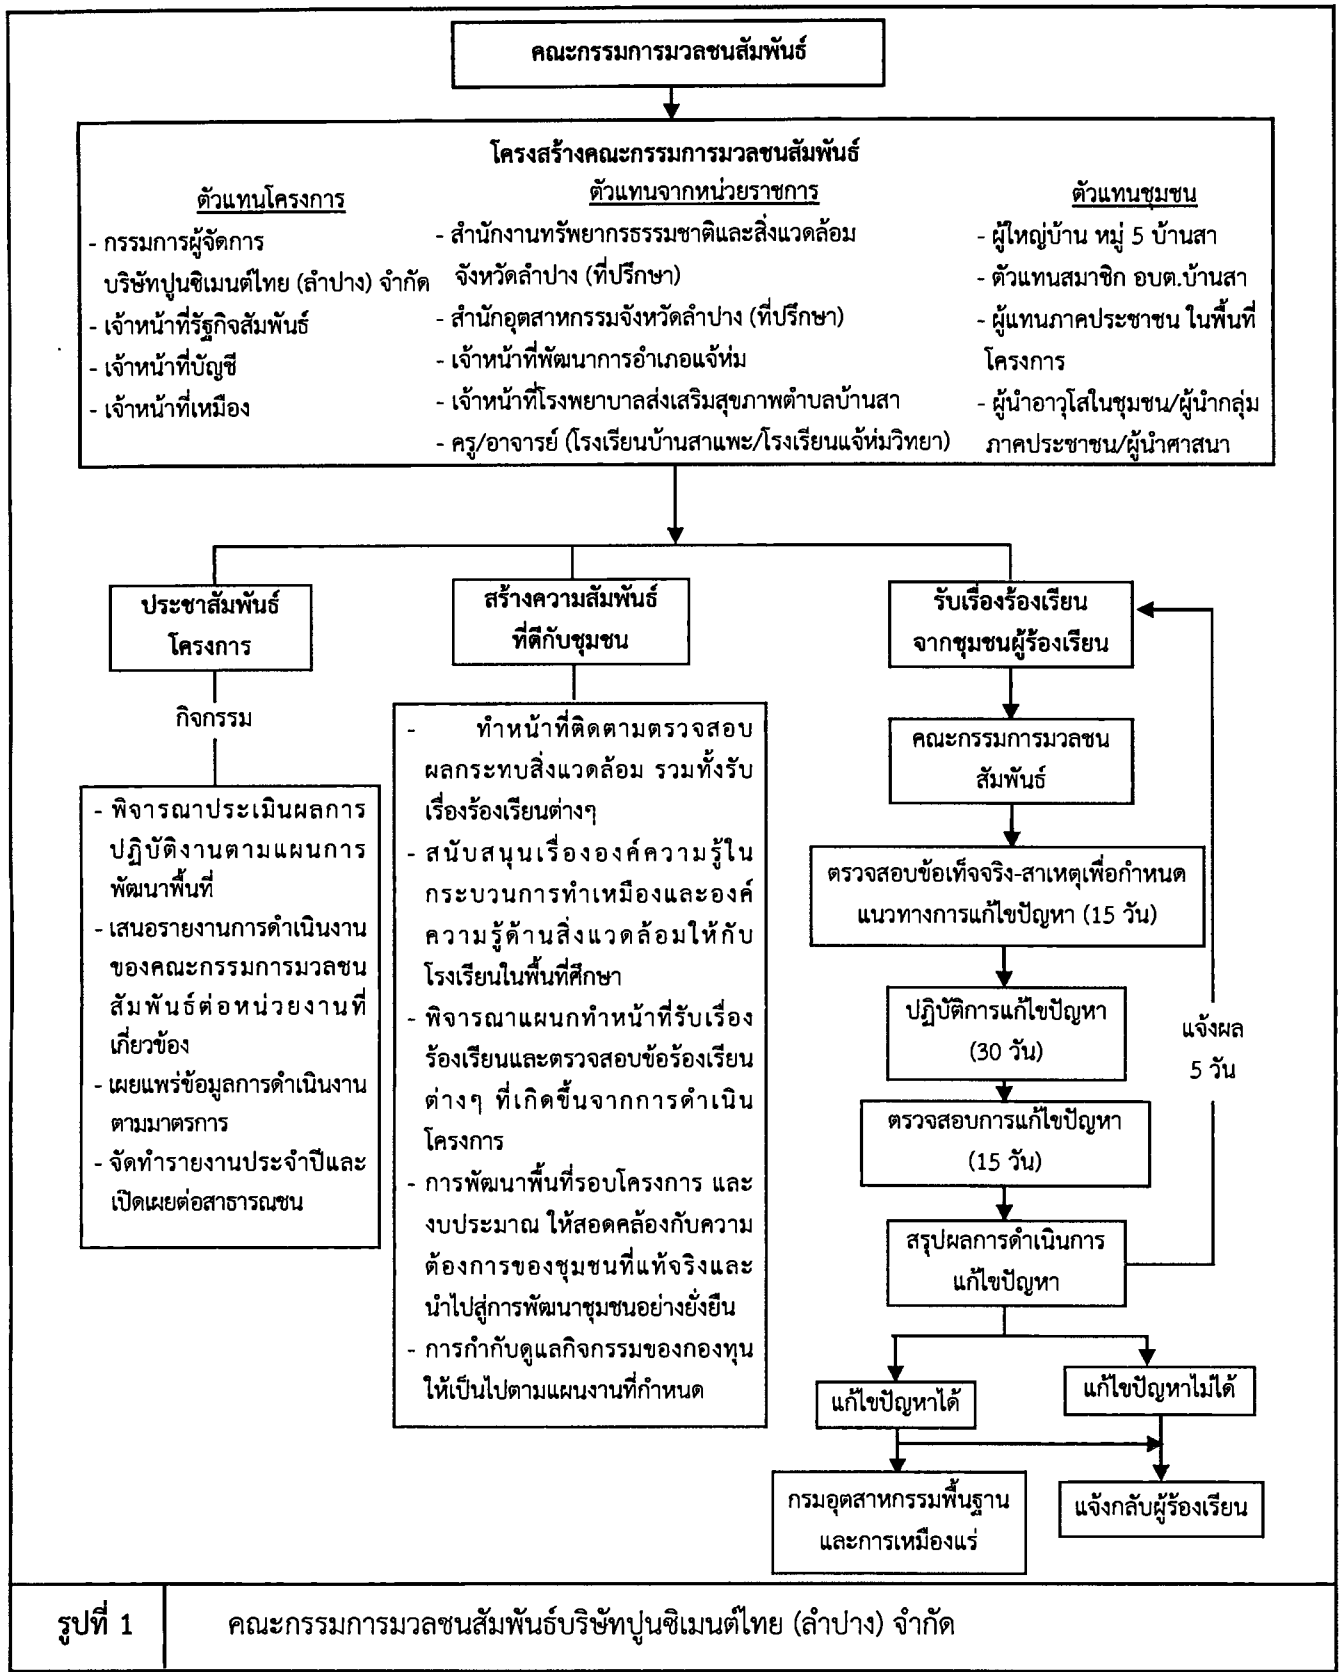 คณะกรรมการมวลชนสัมพันธ์
โครงสร้างคณะกรรมการมวลชนสัมพันธ์
ตัวแทนโครงการ
- กรรมการผู้จัดการ
บริษัทปูนซิเมนต์ไทย (ลำปาง) จำกัด
- เจ้าหน้าที่รัฐกิจสัมพันธ์
- เจ้าหน้าที่บัญชี
- เจ้าหน้าที่เหมือง
ตัวแทนจากหน่วยราชการ
- สำนักงานทรัพยากรธรรมชาติและสิ่งแวดล้อม
จังหวัดลำปาง (ที่ปรึกษา)
- สำนักอุตสาหกรรมจังหวัดลำปาง (ที่ปรึกษา)
- เจ้าหน้าที่พัฒนาการอำเภอแจ้ห่ม
- เจ้าหน้าที่โรงพยาบาลส่งเสริมสุขภาพตำบลบ้านสา
- ครู/อาจารย์ (โรงเรียนบ้านสาแพะ/โรงเรียนแจ้ห่มวิทยา)
ตัวแทนชุมชน
- ผู้ใหญ่บ้าน หมู่ 5 บ้านสา
- ตัวแทนสมาชิก อบต.บ้านสา
- ผู้แทนภาคประชาชน ในพื้นที่
โครงการ
- ผู้นำอาวุโสในชุมชน/ผู้นำกลุ่ม
ภาคประชาชน/ผู้นำศาสนา
ประชาสัมพันธ์
โครงการ
กิจกรรม
- พิจารณาประเมินผลการ
ปฏิบัติงานตามแผนการ
พัฒนาพื้นที่
- เสนอรายงานการดำเนินงาน
ของคณะกรรมการมวลชน
สัมพันธ์ต่อหน่วยงานที่
เกี่ยวข้อง
- เผยแพร่ข้อมูลการดำเนินงาน
ตามมาตรการ
- จัดทำรายงานประจำปีและ
เปิดเผยต่อสาธารณชน
สร้างความสัมพันธ์
ที่ดีกับชุมชน
- ทำหน้าที่ติดตามตรวจสอบ
ผลกระทบสิ่งแวดล้อม รวมทั้งรับ
เรื่องร้องเรียนต่างๆ
- สนับสนุนเรื่ององค์ความรู้ใน
กระบวนการทำเหมืองและองค์
ความรู้ด้านสิ่งแวดล้อมให้กับ
โรงเรียนในพื้นที่ศึกษา
- พิจารณาแผนกทำหน้าที่รับเรื่อง
ร้องเรียนและตรวจสอบข้อร้องเรียน
ต่างๆ ที่เกิดขึ้นจากการดำเนิน
โครงการ
- การพัฒนาพื้นที่รอบโครงการ และ
งบประมาณ ให้สอดคล้องกับความ
ต้องการของชุมชนที่แท้จริงและ
นำไปสู่การพัฒนาชุมชนอย่างยั่งยืน
- การกำกับดูแลกิจกรรมของกองทุน
ให้เป็นไปตามแผนงานที่กำหนด
รับเรื่องร้องเรียน
จากชุมชนผู้ร้องเรียน
คณะกรรมการมวลชน
สัมพันธ์
ตรวจสอบข้อเท็จจริง-สาเหตุเพื่อกำหนด
แนวทางการแก้ไขปัญหา (15 วัน)
ปฏิบัติการแก้ไขปัญหา
(30 วัน)
แจ้งผล
5 วัน
ตรวจสอบการแก้ไขปัญหา
(15 วัน)
สรุปผลการดำเนินการ
แก้ไขปัญหา
แก้ไขปัญหาได้
แก้ไขปัญหาไม่ได้
กรมอุตสาหกรรมพื้นฐาน
และการเหมืองแร่
แจ้งกลับผู้ร้องเรียน
รูปที่ 1
คณะกรรมการมวลชนสัมพันธ์บริษัทปูนซิเมนต์ไทย (ลำปาง) จำกัด